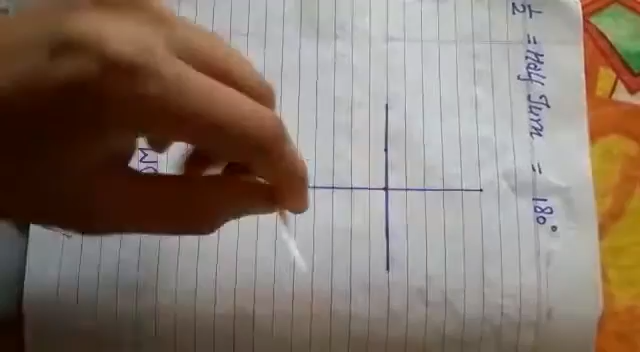 1/2 = Half Turn = 180°